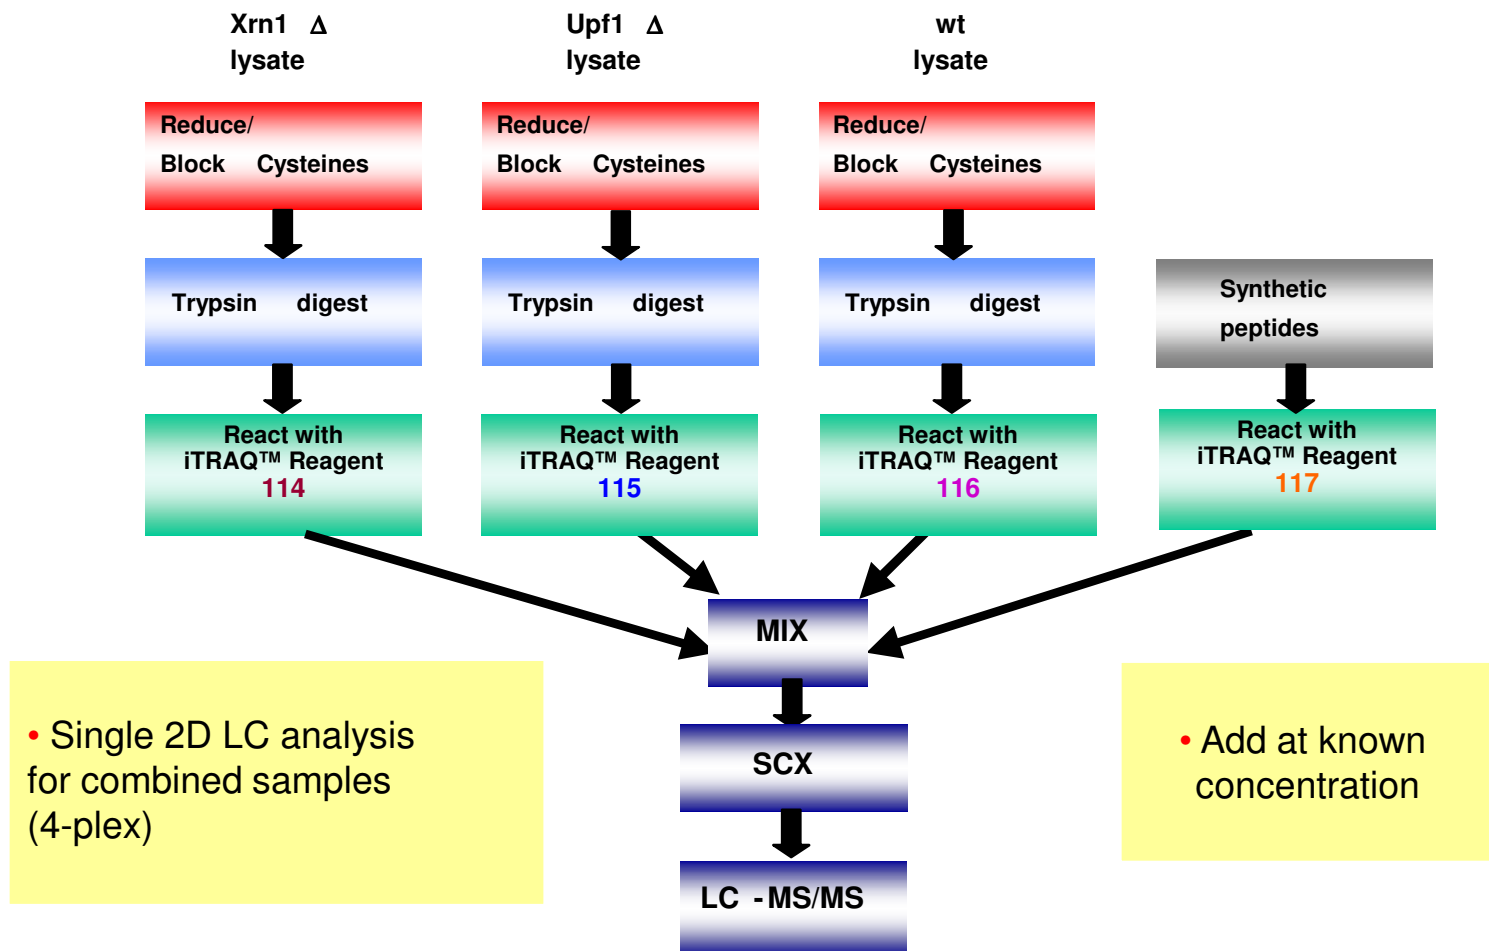 Xrn1 Δ
lysate
Upf1 Δ
lysate
wt
lysate
Reduce/
Block Cysteines
Reduce/
Block Cysteines
Reduce/
Block Cysteines
Trypsin digest
Trypsin digest
Trypsin digest
Synthetic
peptides
React with
iTRAQ™ Reagent
114
React with
iTRAQ™ Reagent
115
React with
iTRAQ™ Reagent
116
React with
iTRAQ™ Reagent
117
MIX
• Single 2D LC analysis
for combined samples
(4-plex)
SCX
• Add at known
concentration
LC - MS/MS